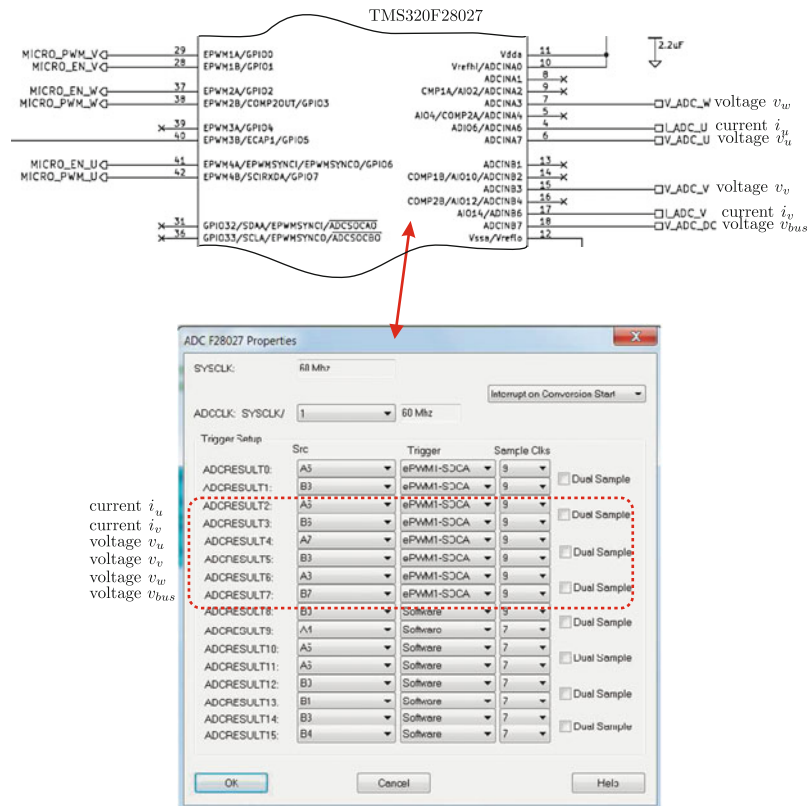 TMS320F28027
MICRO_PWM_V 29 EPWM1A/GPIO0
MICRO_EN_V 28 EPWM1B/GPIO1
MICRO_EN_W 37 EPWM2A/GPIO2
MICRO_PWM_W 38 EPWM2B/COMP2OUT/GPIO3
39 EPWM3A/GPIO4
40 EPWM3B/ECAP1/GPIO5
MICRO_EN_U 41 EPWM4A/EPWMSYNCI/EPWMSYNCO/GPIO6
MICRO_PWM_U 42 EPWM4B/SCIRXDA/GPIO7
31 GPIO32/SDAA/EPWMSYNCI/ADCSOCAO
36 GPIO33/SCLA/EPWMSYNCO/ADCSOCBO
Vdda 11
Vrefhi/ADCINA0 10
2.2uF
ADCINA1 8
CMP1A/AIO2/ADCINA2 9
ADCINA3 7 V_ADC_W voltage v_w
AIO4/COMP2A/ADCINA4 5
ADIO6/ADCINA6 4 I_ADC_U current i_u
ADCINA7 6 V_ADC_U voltage v_u
ADCINB1 13
COMP1B/AIO10/ADCINB2 14
ADCINB3 15 V_ADC_V voltage v_v
COMP2B/AIO12/ADCINB4 16
AIO14/ADINB6 17 I_ADC_V current i_v
ADCINB7 18 V_ADC_DC voltage v_bus
Vssa/Vreflo 12
ADC F28027 Properties
SYSCLK: 60 Mhz
Interrupt on Conversion Start
ADCCLK: SYSCLK/ 1 60 Mhz
Trigger Setup
Src Trigger Sample Clks
ADCRESULT0: ePWM1-SOCA 9
Dual Sample
ADCRESULT1: B3 ePWM1-SOCA 9
current i_u ADCRESULT2: ePWM1-SOCA 9
Dual Sample
current i_v ADCRESULT3: B6 ePWM1-SOCA 9
voltage v_u ADCRESULT4: A7 ePWM1-SOCA 9
Dual Sample
voltage v_v ADCRESULT5: B3 ePWM1-SOCA 9
voltage v_w ADCRESULT6: A3 ePWM1-SOCA 9
Dual Sample
voltage v_bus ADCRESULT7: B7 ePWM1-SOCA 9
ADCRESULT8: Software 9
Dual Sample
ADCRESULT9: A4 Software 7
ADCRESULT10: Software 7
Dual Sample
ADCRESULT11: Software 7
ADCRESULT12: Software 7
Dual Sample
ADCRESULT13: B1 Software 7
ADCRESULT14: B3 Software 7
Dual Sample
ADCRESULT15: B4 Software 7
OK Cancel Help